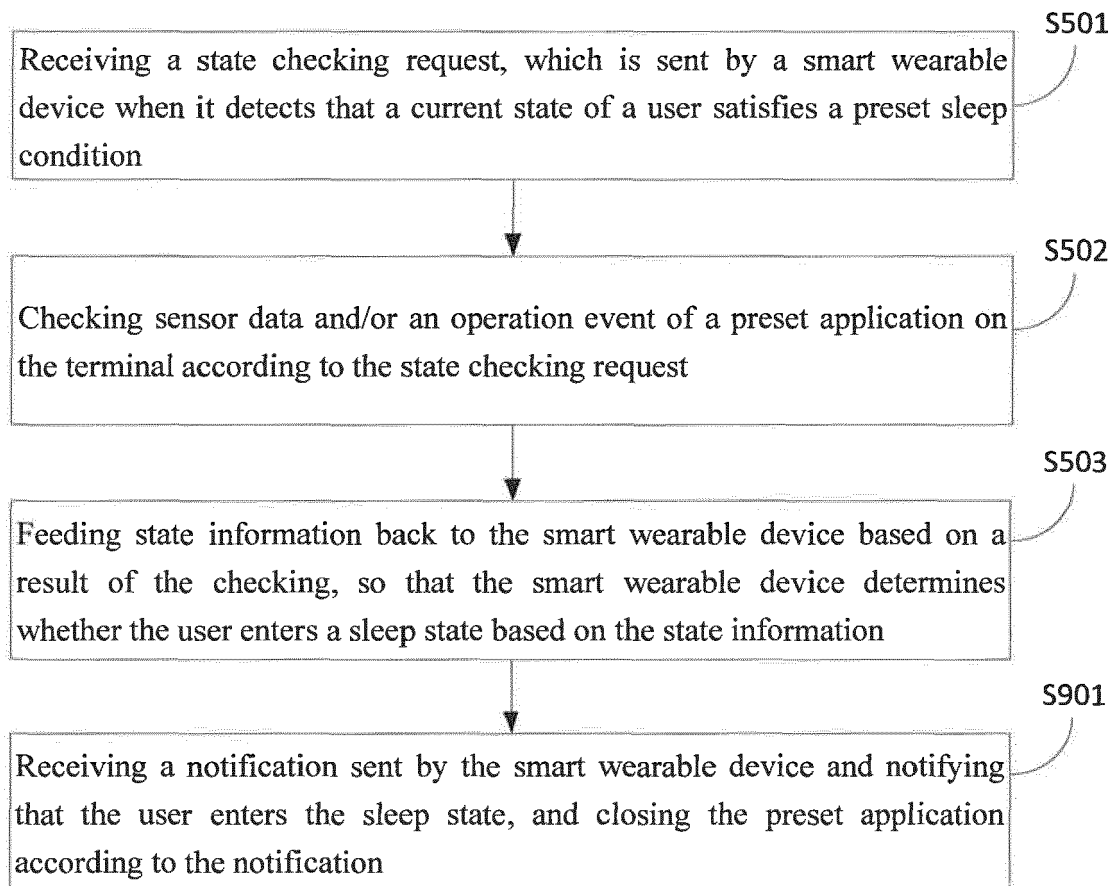 S501
Receiving a state checking request, which is sent by a smart wearable
device when it detects that a current state of a user satisfies a preset sleep
condition
S502
Checking sensor data and/or an operation event of a preset application on
the terminal according to the state checking request
S503
Feeding state information back to the smart wearable device based on a
result of the checking, so that the smart wearable device determines
whether the user enters a sleep state based on the state information
S901
Receiving a notification sent by the smart wearable device and notifying
that the user enters the sleep state, and closing the preset application
according to the notification